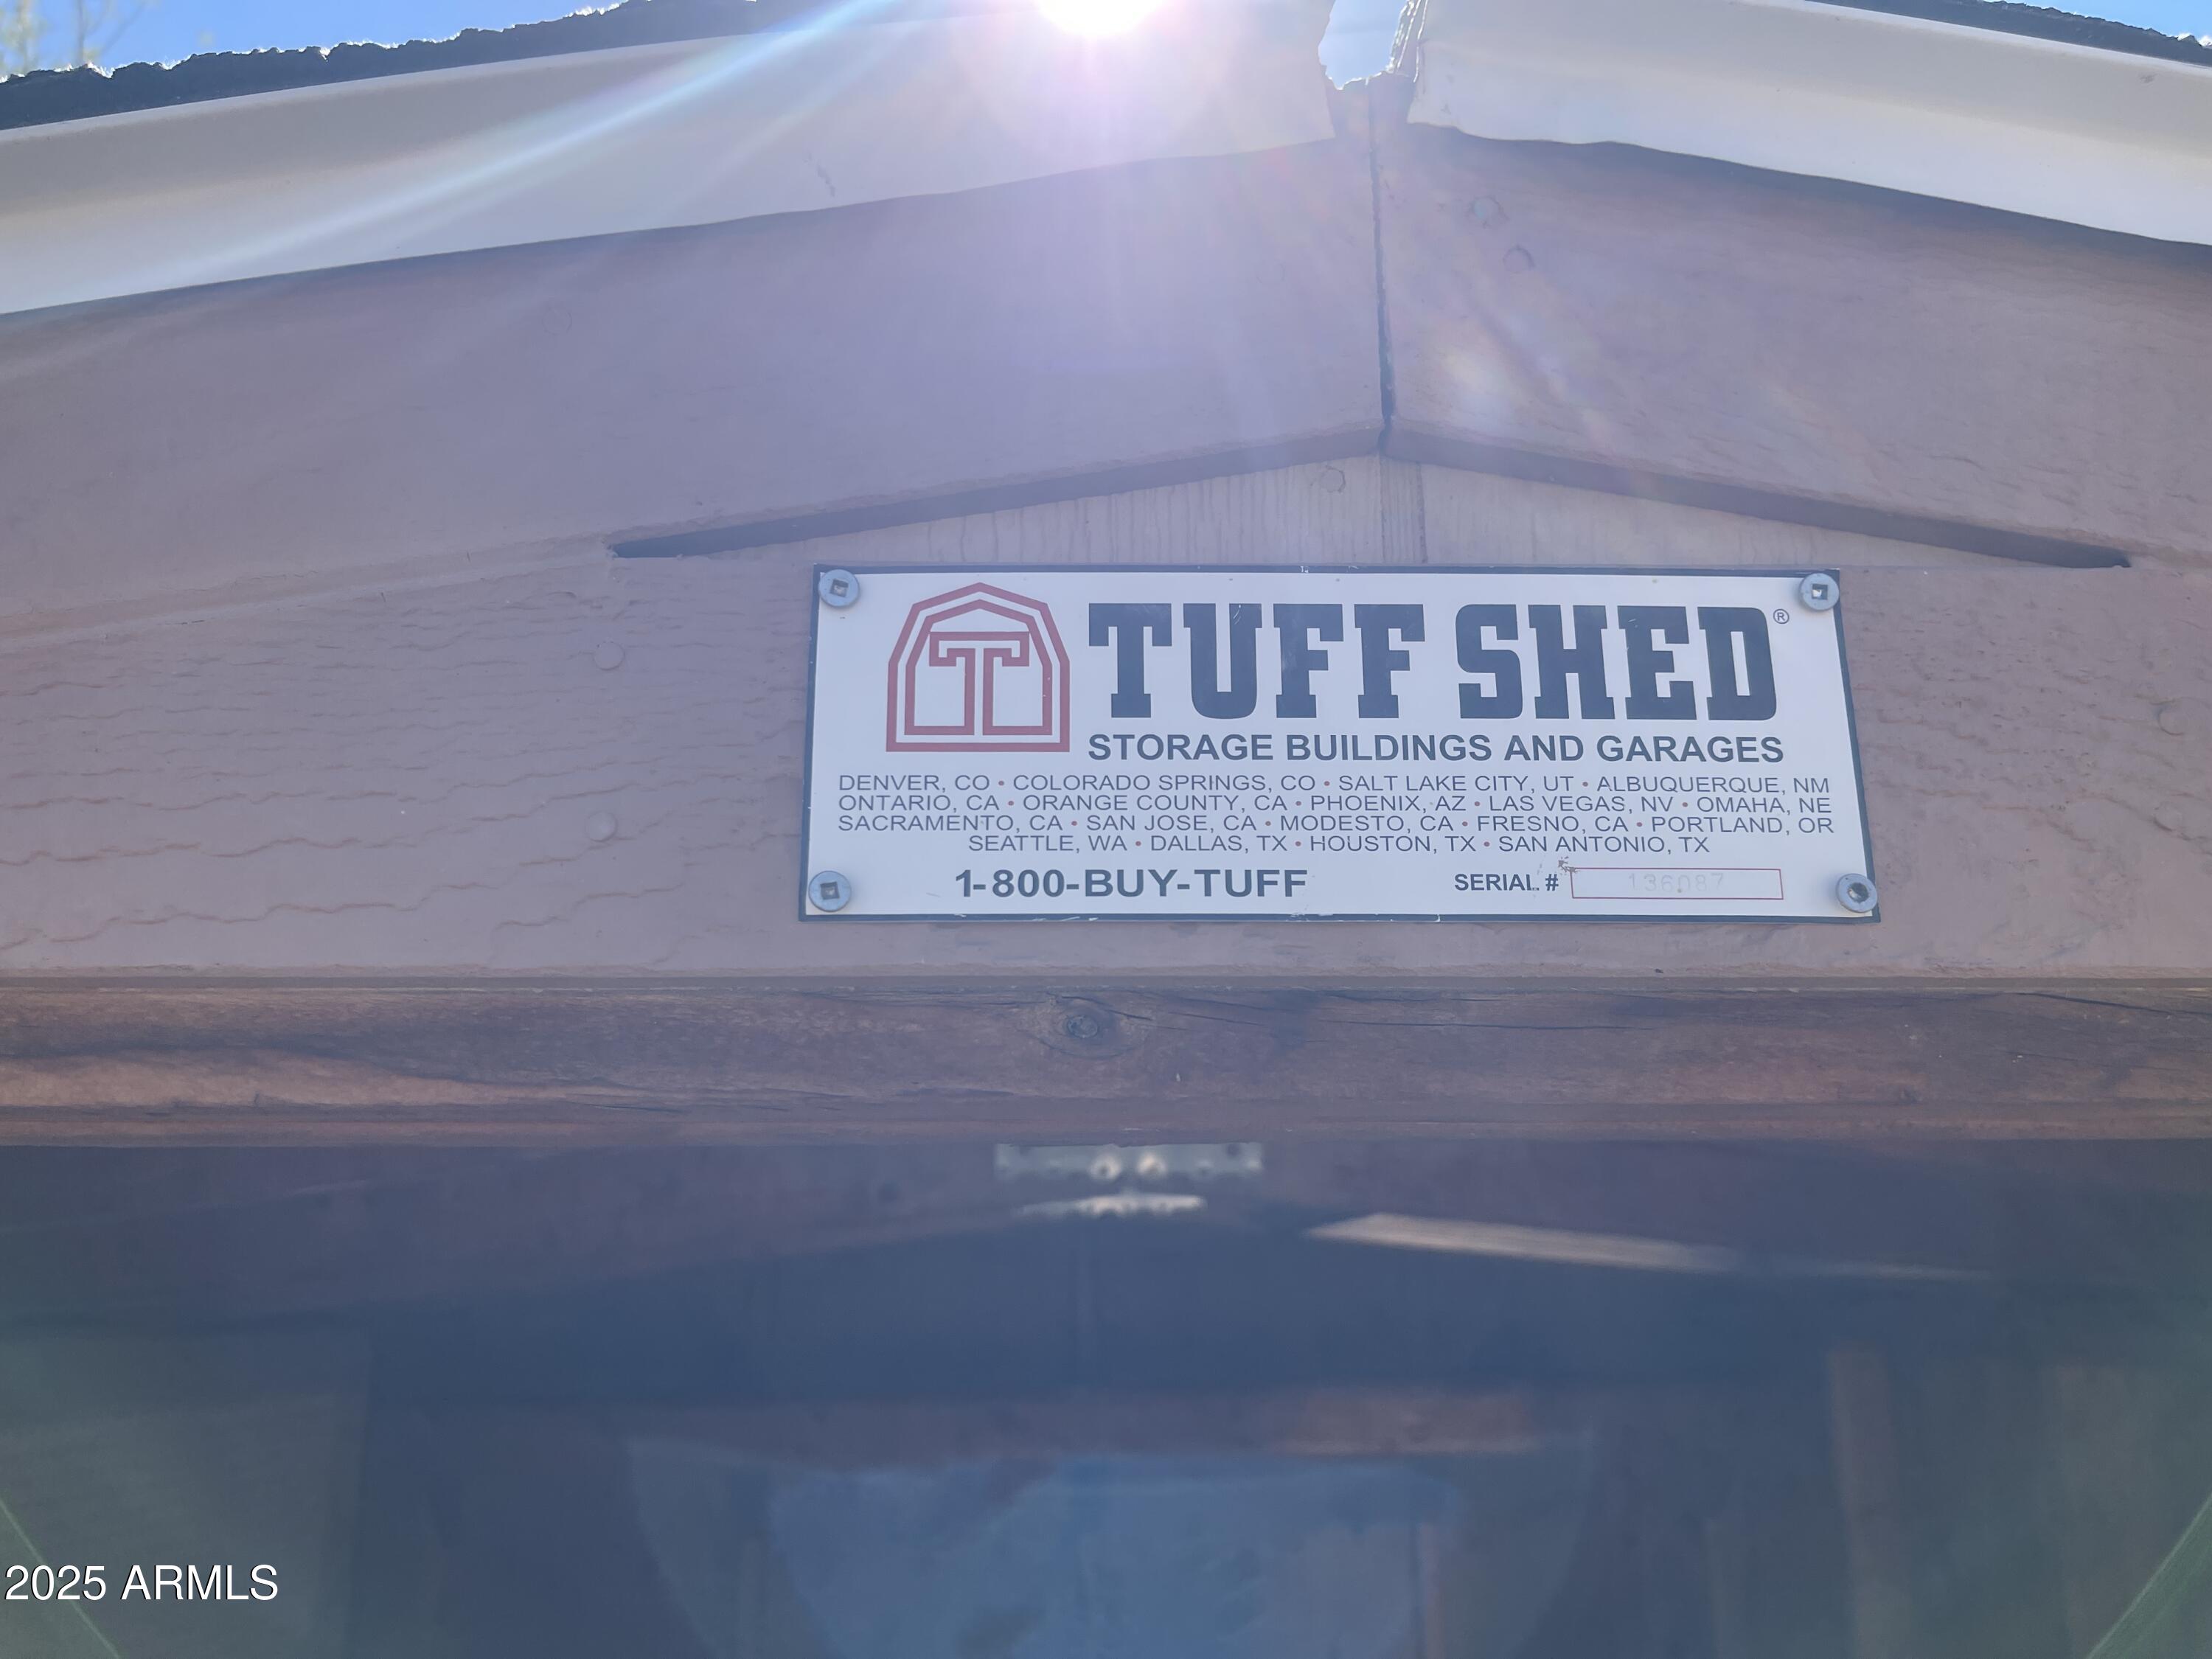 TUFF SHED®
STORAGE BUILDINGS AND GARAGES
DENVER, CO • COLORADO SPRINGS, CO • SALT LAKE CITY, UT • ALBUQUERQUE, NM
ONTARIO, CA • ORANGE COUNTY, CA • PHOENIX, AZ • LAS VEGAS, NV • OMAHA, NE
SACRAMENTO, CA • SAN JOSE, CA • MODESTO, CA • FRESNO, CA • PORTLAND, OR
SEATTLE, WA • DALLAS, TX • HOUSTON, TX • SAN ANTONIO, TX
1-800-BUY-TUFF SERIAL # 136087
2025 ARMLS